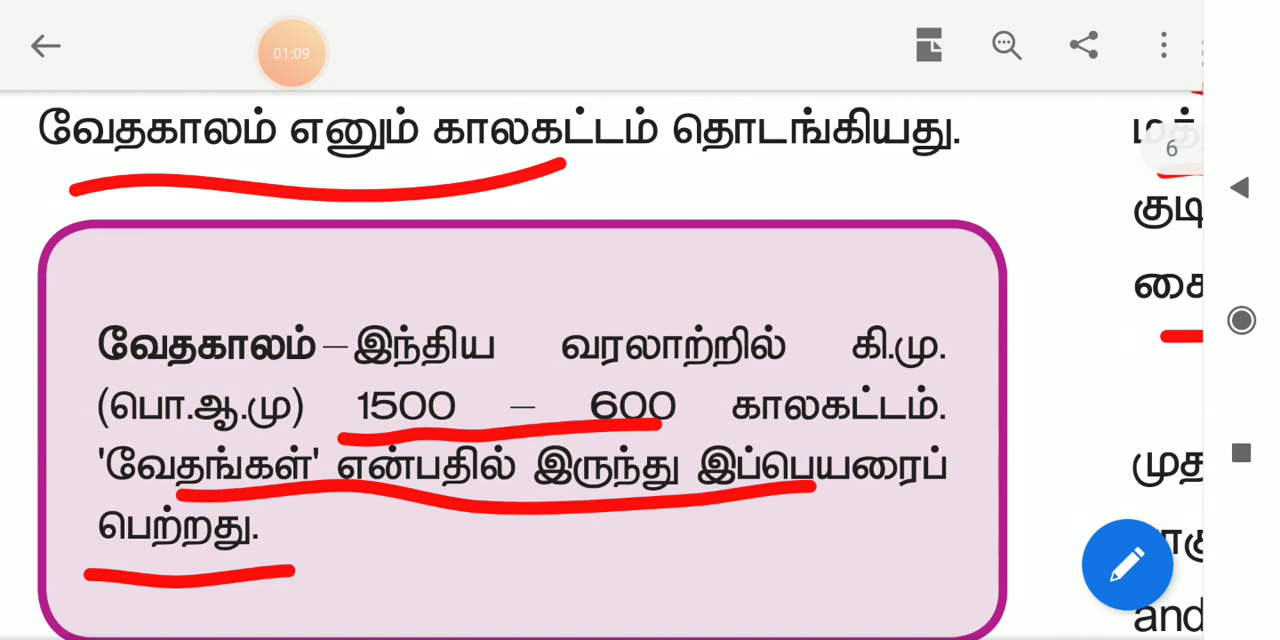 01:09
வேதகாலம் எனும் காலகட்டம் தொடங்கியது.
6
குடி
வேதகாலம் – இந்திய வரலாற்றில் கி.மு.
(பொ.ஆ.மு) 1500 – 600 காலகட்டம்.
'வேதங்கள்' என்பதில் இருந்து இப்பெயரைப்
பெற்றது.
முத
and